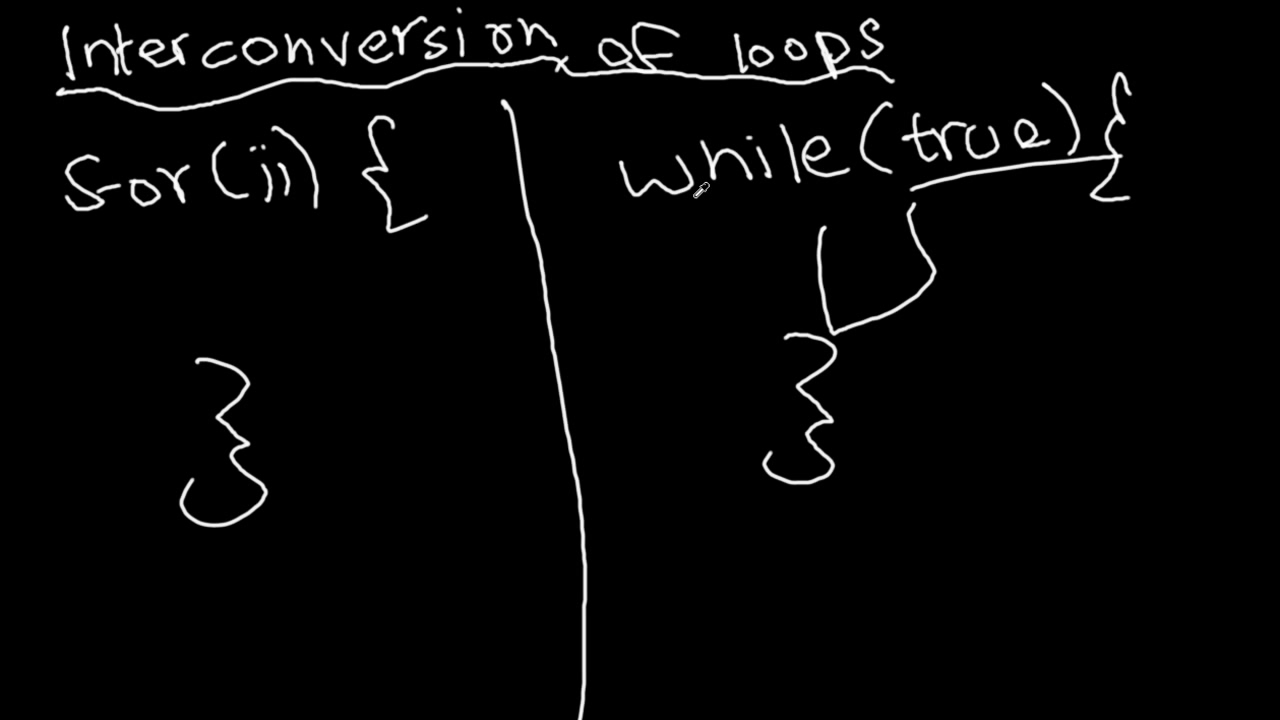 Interconversion of loops
for(;;) {
}
while(true) {
}